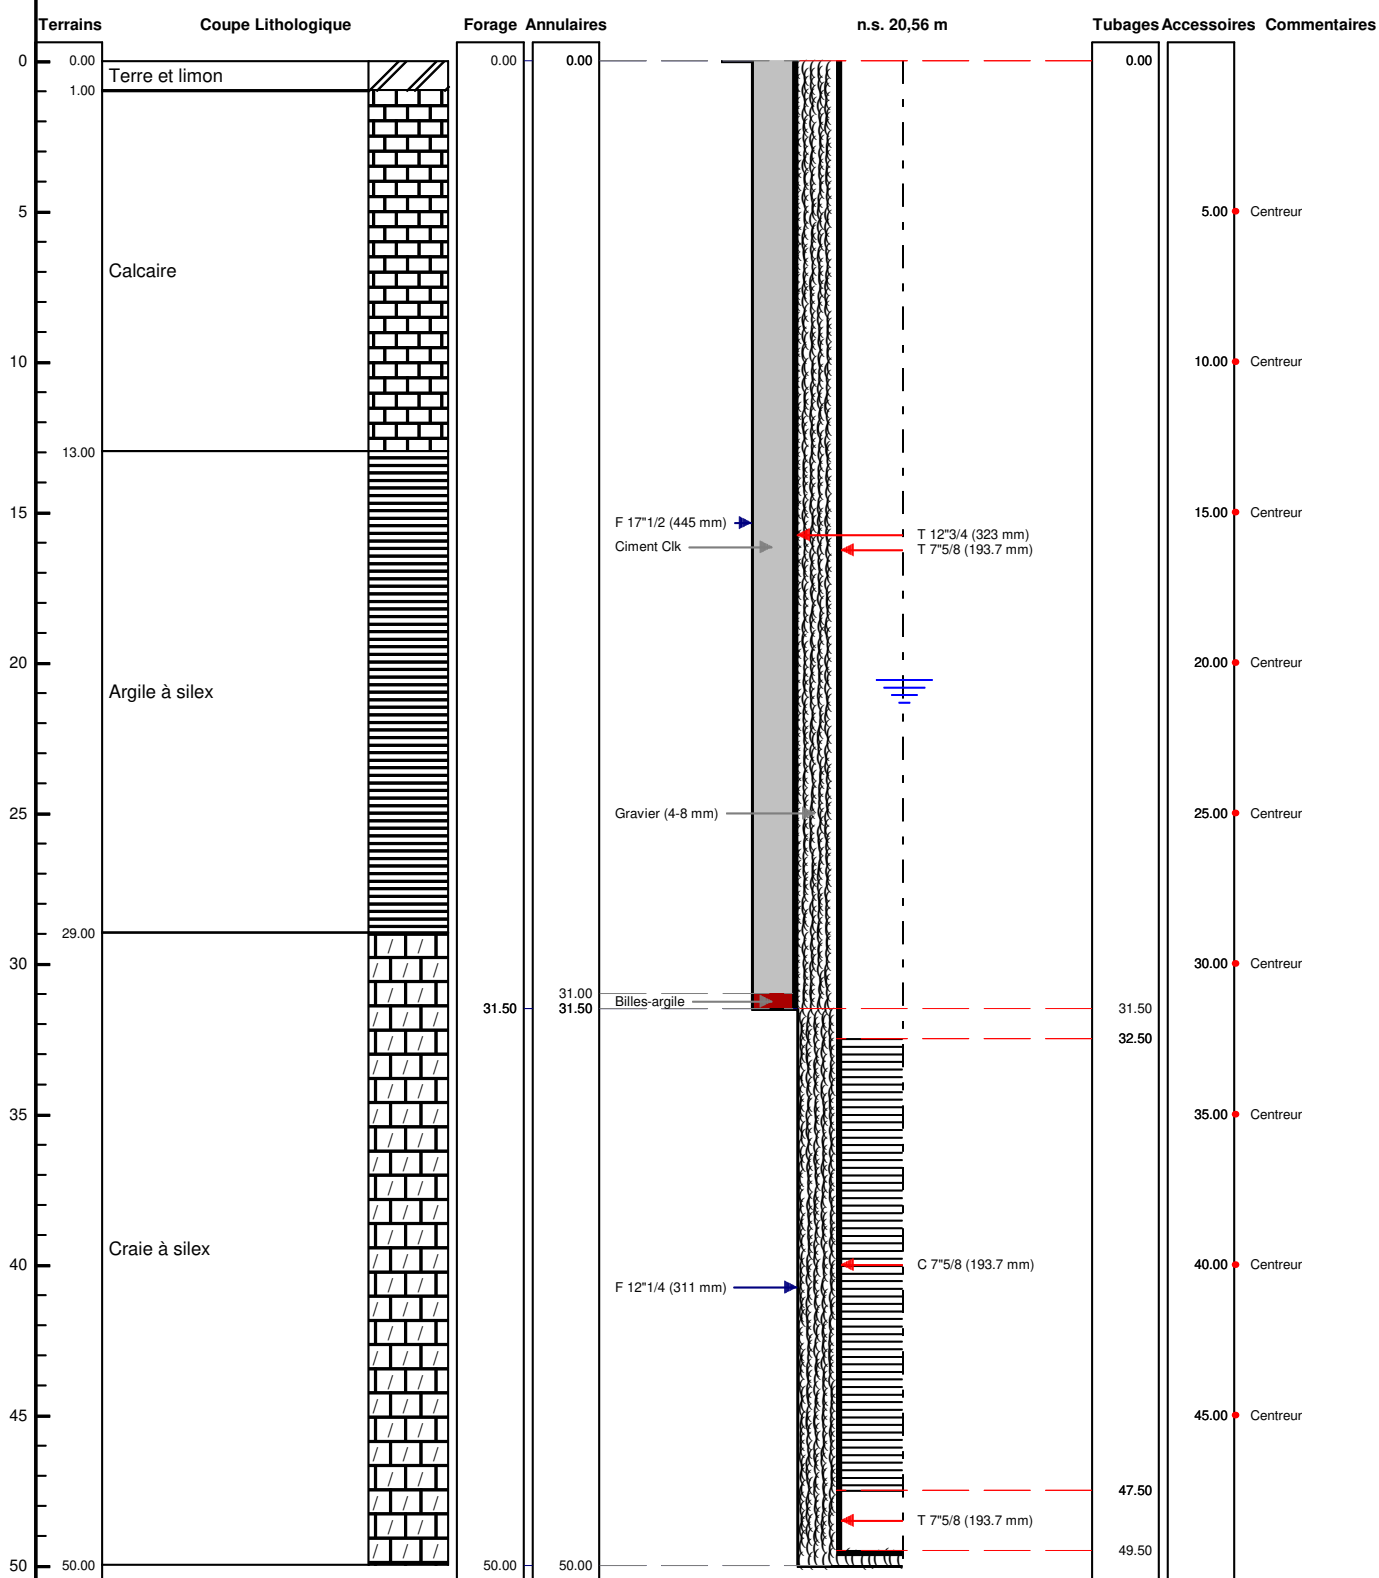 Terrains Coupe Lithologique Forage Annulaires n.s. 20,56 m Tubages Accessoires Commentaires
0 0.00 0.00 0.00 0.00
Terre et limon
1.00
5 5.00 Centreur
Calcaire
10 10.00 Centreur
13.00
15 15.00 Centreur
F 17"1/2 (445 mm)
T 12"3/4 (323 mm)
Ciment Clk T 7"5/8 (193.7 mm)
20 20.00 Centreur
Argile à silex
25 Gravier (4-8 mm) 25.00 Centreur
29.00
30 30.00 Centreur
31.00
Billes-argile
31.50 31.50 31.50
32.50
35 35.00 Centreur
Craie à silex
40 C 7"5/8 (193.7 mm) 40.00 Centreur
F 12"1/4 (311 mm)
45 45.00 Centreur
47.50
T 7"5/8 (193.7 mm)
49.50
50 50.00 50.00 50.00